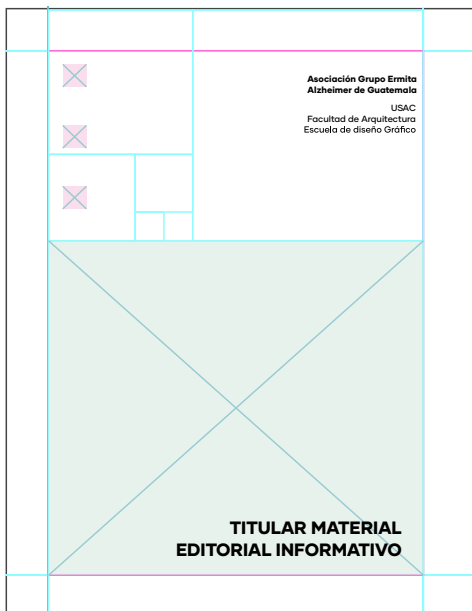 Asociación Grupo Ermita
Alzheimer de Guatemala
USAC
Facultad de Arquitectura
Escuela de diseño Gráfico
TITULAR MATERIAL
EDITORIAL INFORMATIVO